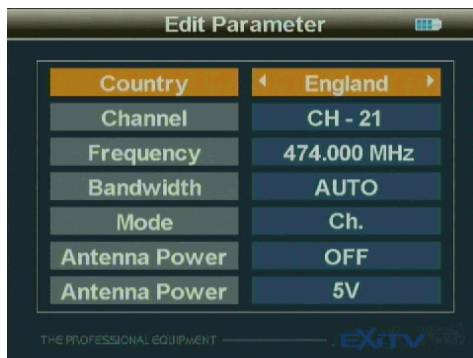 Edit Parameter
Country England
Channel CH - 21
Frequency 474.000 MHz
Bandwidth AUTO
Mode Ch.
Antenna Power OFF
Antenna Power 5V
THE PROFESSIONAL EQUIPMENT EXiTV